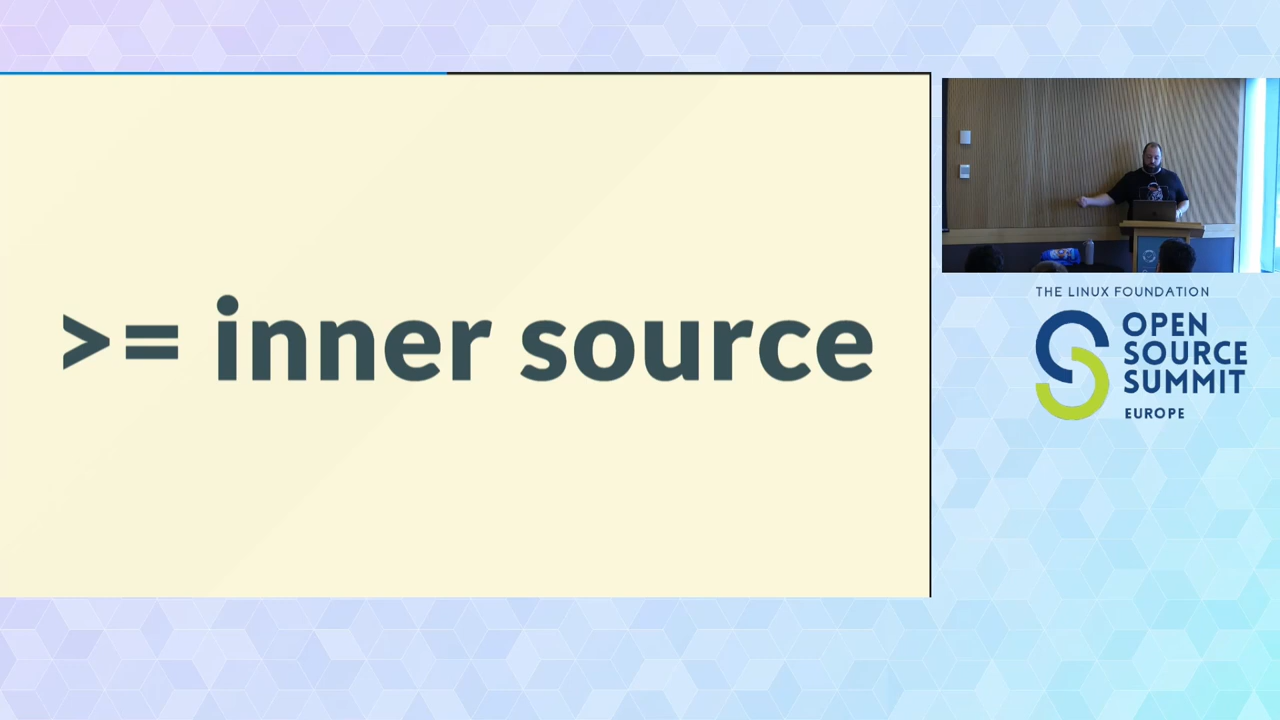 >= inner source
THE LINUX FOUNDATION
OPEN
SOURCE
SUMMIT
EUROPE